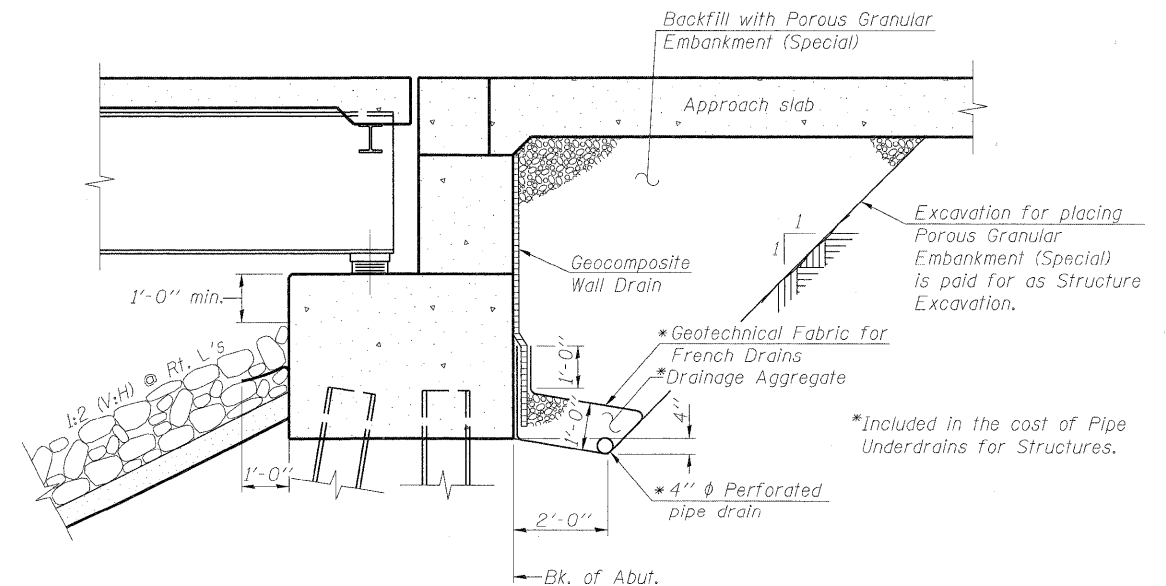 Backfill with Porous Granular
Embankment (Special)
Approach slab
1
1
Excavation for placing
Porous Granular
Embankment (Special)
is paid for as Structure
Excavation.
Geocomposite
Wall Drain
1'-0" min.
*Geotechnical Fabric for
French Drains
*Drainage Aggregate
1'-0"
1:2 (V:H) @ Rt. L's
1'-0"
4"
*Included in the cost of Pipe
Underdrains for Structures.
1'-0"
*4" ϕ Perforated
pipe drain
2'-0"
Bk. of Abut.